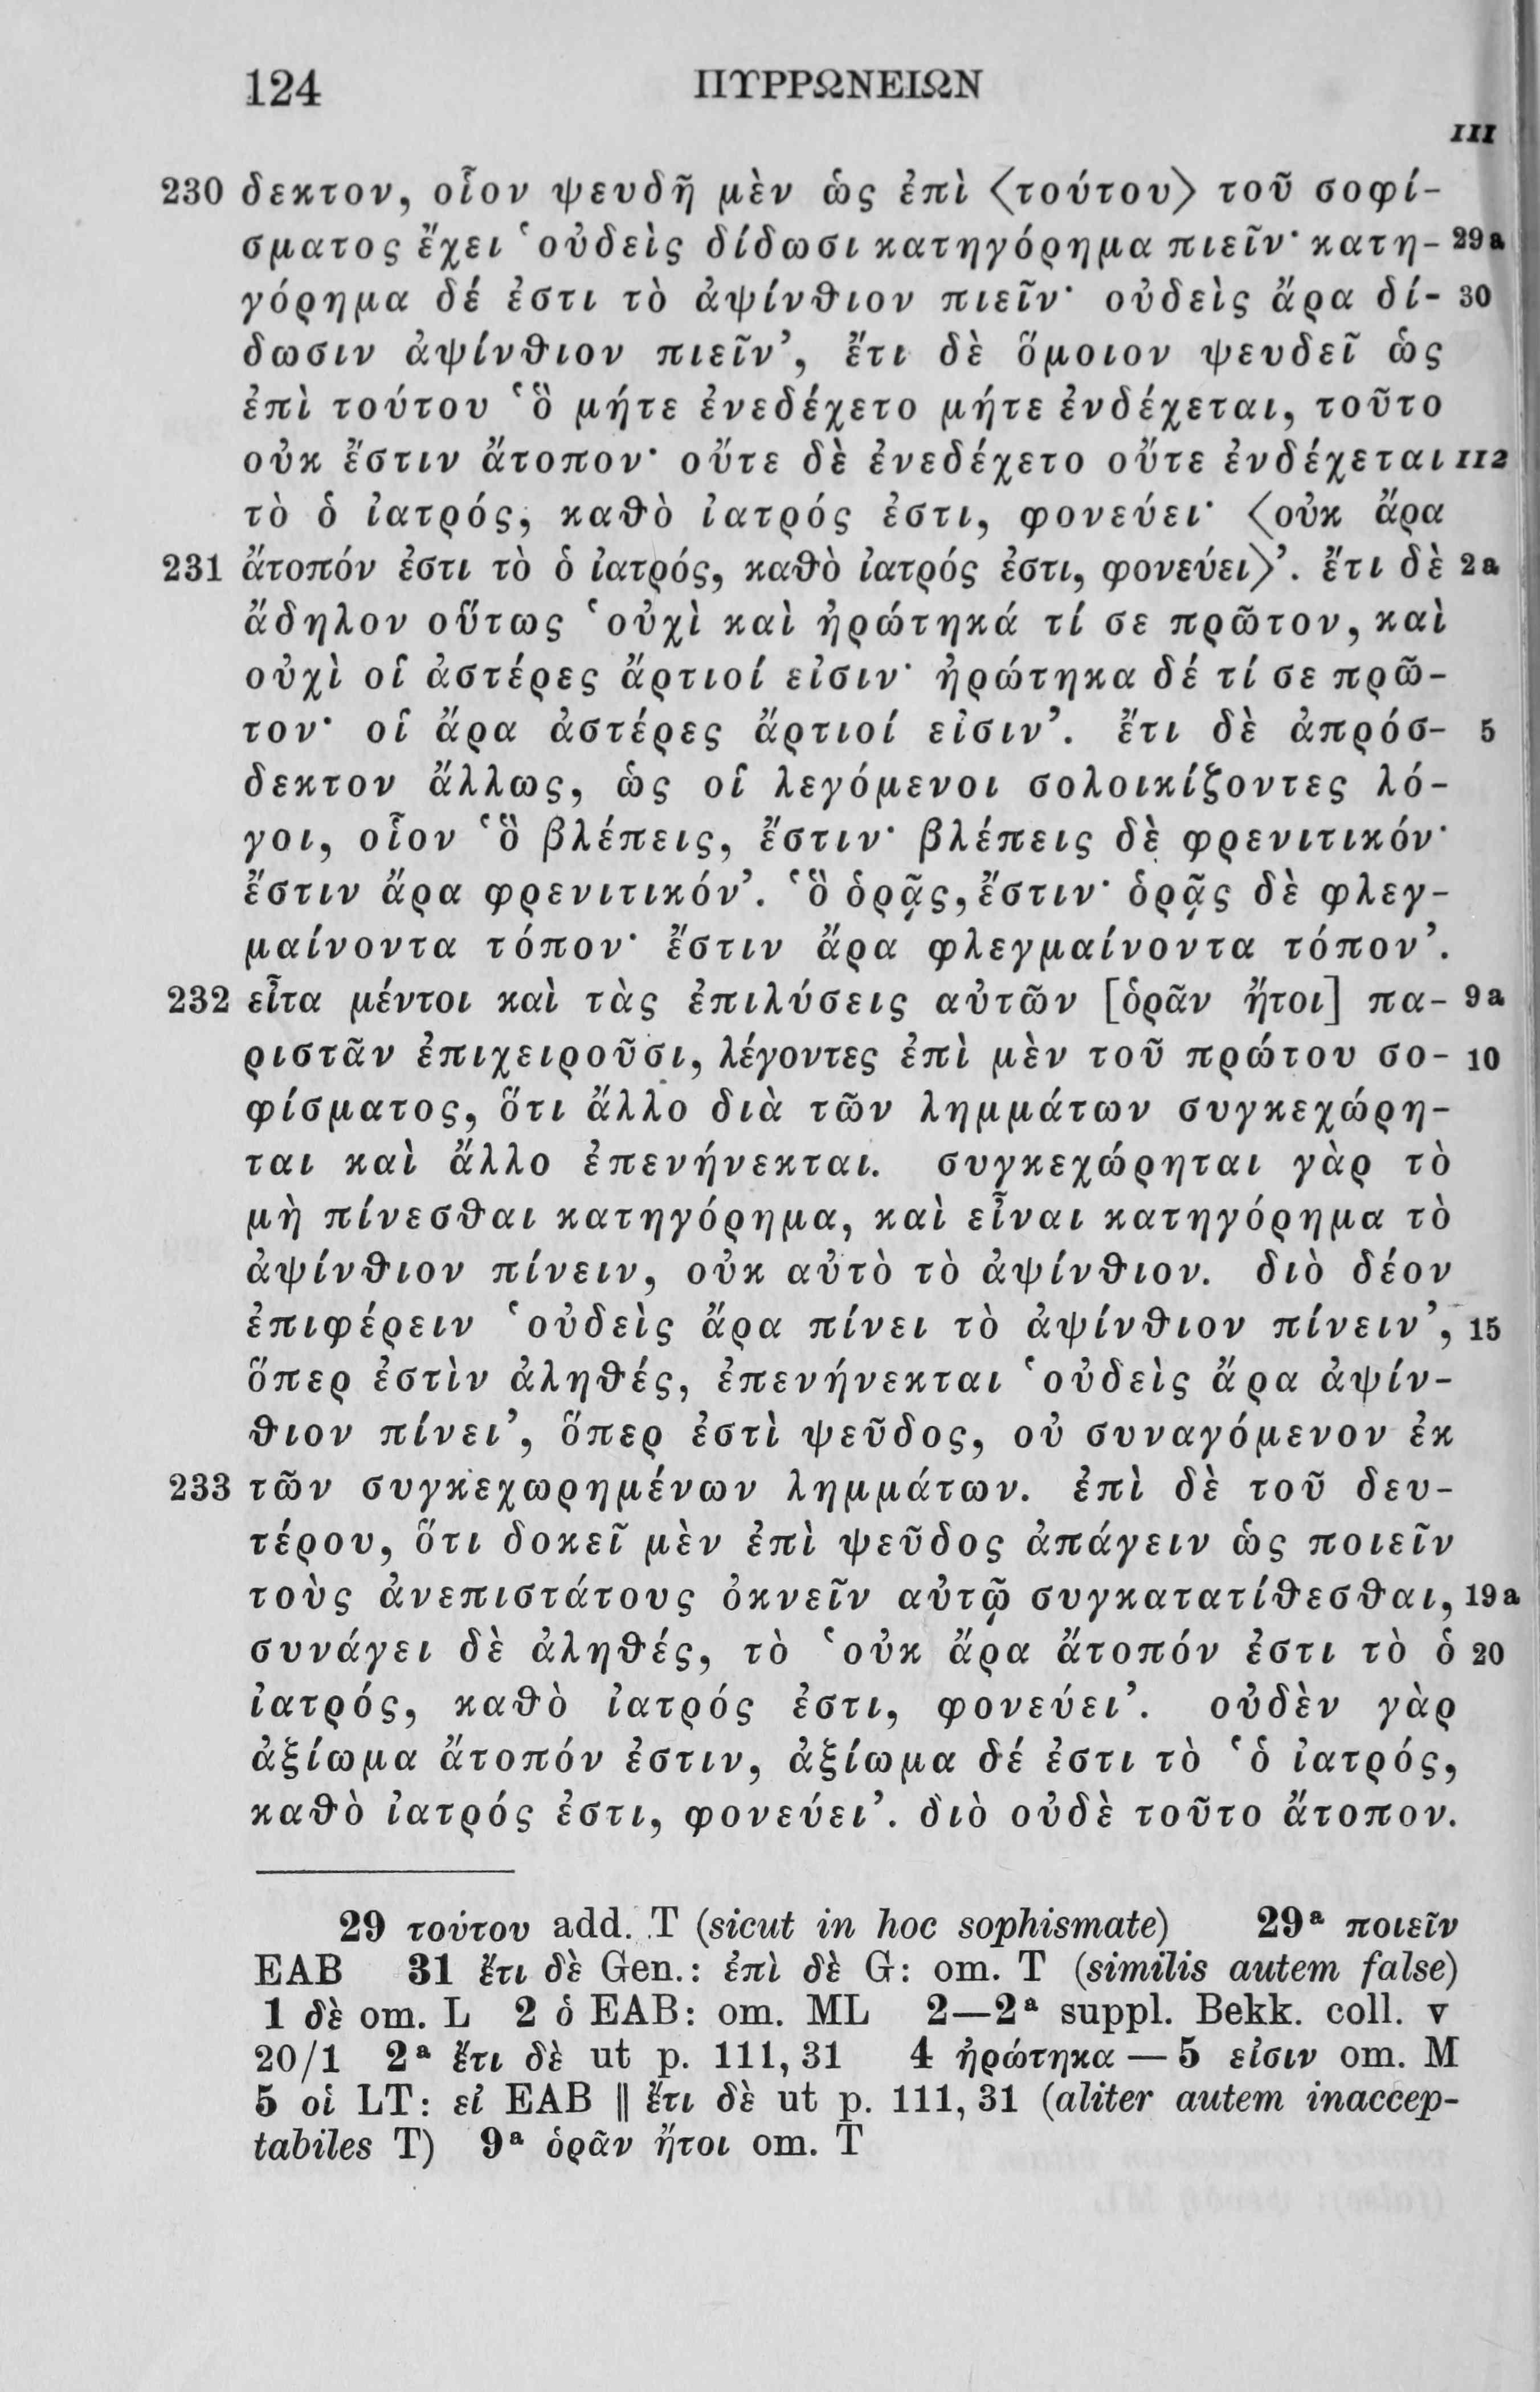 124 ΠΥΡΡΩΝΕΙΩΝ
III
230 δεκτον, οἷον ψευδῆ μὲν ὡς ἐπὶ ⟨τούτου⟩ τοῦ σοφί-
σματος ἔχει ‘οὐδεὶς δίδωσι κατηγόρημα πιεῖν· κατη- 29a
γόρημα δέ ἐστι τὸ ἀψίνθιον πιεῖν· οὐδεὶς ἄρα δί- 30
δωσιν ἀψίνθιον πιεῖν’, ἔτι δὲ ὅμοιον ψευδεῖ ὡς
ἐπὶ τούτου ‘ὃ μήτε ἐνεδέχετο μήτε ἐνδέχεται, τοῦτο
οὐκ ἔστιν ἄτοπον· οὔτε δὲ ἐνεδέχετο οὔτε ἐνδέχεται 112
τὸ ὁ ἰατρός, καθὸ ἰατρός ἐστι, φονεύει· ⟨οὐκ ἄρα
231 ἄτοπόν ἐστι τὸ ὁ ἰατρός, καθὸ ἰατρός ἐστι, φονεύει⟩’. ἔτι δὲ 2a
ἄδηλον οὕτως ‘οὐχὶ καὶ ἠρώτηκά τί σε πρῶτον, καὶ
οὐχὶ οἱ ἀστέρες ἄρτιοί εἰσιν· ἠρώτηκα δέ τί σε πρῶ-
τον· οἱ ἄρα ἀστέρες ἄρτιοί εἰσιν’. ἔτι δὲ ἀπρόσ- 5
δεκτον ἄλλως, ὡς οἱ λεγόμενοι σολοικίζοντες λό-
γοι, οἷον ‘ὃ βλέπεις, ἔστιν· βλέπεις δὲ φρενιτικόν·
ἔστιν ἄρα φρενιτικόν’. ‘ὃ ὁρᾷς, ἔστιν· ὁρᾷς δὲ φλεγ-
μαίνοντα τόπον· ἔστιν ἄρα φλεγμαίνοντα τόπον’.
232 εἶτα μέντοι καὶ τὰς ἐπιλύσεις αὐτῶν [ὁρᾶν ἤτοι] πα- 9a
ριστᾶν ἐπιχειροῦσι, λέγοντες ἐπὶ μὲν τοῦ πρώτου σο- 10
φίσματος, ὅτι ἄλλο διὰ τῶν λημμάτων συγκεχώρη-
ται καὶ ἄλλο ἐπενήνεκται. συγκεχώρηται γὰρ τὸ
μὴ πίνεσθαι κατηγόρημα, καὶ εἶναι κατηγόρημα τὸ
ἀψίνθιον πίνειν, οὐκ αὐτὸ τὸ ἀψίνθιον. διὸ δέον
ἐπιφέρειν ‘οὐδεὶς ἄρα πίνει τὸ ἀψίνθιον πίνειν’, 15
ὅπερ ἐστὶν ἀληθές, ἐπενήνεκται ‘οὐδεὶς ἄρα ἀψίν-
θιον πίνει’, ὅπερ ἐστὶ ψεῦδος, οὐ συναγόμενον ἐκ
233 τῶν συγκεχωρημένων λημμάτων. ἐπὶ δὲ τοῦ δευ-
τέρου, ὅτι δοκεῖ μὲν ἐπὶ ψεῦδος ἀπάγειν ὡς ποιεῖν
τοὺς ἀνεπιστάτους ὀκνεῖν αὐτῷ συγκατατίθεσθαι, 19a
συνάγει δὲ ἀληθές, τὸ ‘οὐκ ἄρα ἄτοπόν ἐστι τὸ ὁ 20
ἰατρός, καθὸ ἰατρός ἐστι, φονεύει’. οὐδὲν γὰρ
ἀξίωμα ἄτοπόν ἐστιν, ἀξίωμα δέ ἐστι τὸ ‘ὁ ἰατρός,
καθὸ ἰατρός ἐστι, φονεύει’. διὸ οὐδὲ τοῦτο ἄτοπον.
29 τούτου add. T (sicut in hoc sophismate) 29ᵃ ποιεῖν
EAB 31 ἔτι δὲ Gen.: ἐπὶ δὲ G: om. T (similis autem false)
1 δὲ om. L 2 ὁ EAB: om. ML 2—2ᵃ suppl. Bekk. coll. v
20/1 2ᵃ ἔτι δὲ ut p. 111, 31 4 ἠρώτηκα — 5 εἰσιν om. M
5 οἱ LT: εἰ EAB ‖ ἔτι δὲ ut p. 111, 31 (aliter autem inaccep-
tabiles T) 9ᵃ ὁρᾶν ἤτοι om. T